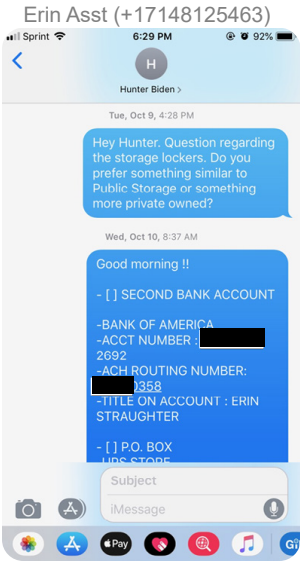 Erin Asst (+17148125463)
Sprint 6:29 PM 92%
H
Hunter Biden >
Tue, Oct 9, 4:28 PM
Hey Hunter. Question regarding
the storage lockers. Do you
prefer something similar to
Public Storage or something
more private owned?
Wed, Oct 10, 8:37 AM
Good morning !!
- [ ] SECOND BANK ACCOUNT
-BANK OF AMERICA
-ACCT NUMBER :
2692
-ACH ROUTING NUMBER:
0358
-TITLE ON ACCOUNT : ERIN
STRAUGHTER
- [ ] P.O. BOX
-UPS STORE
Subject
iMessage
Pay
Gi